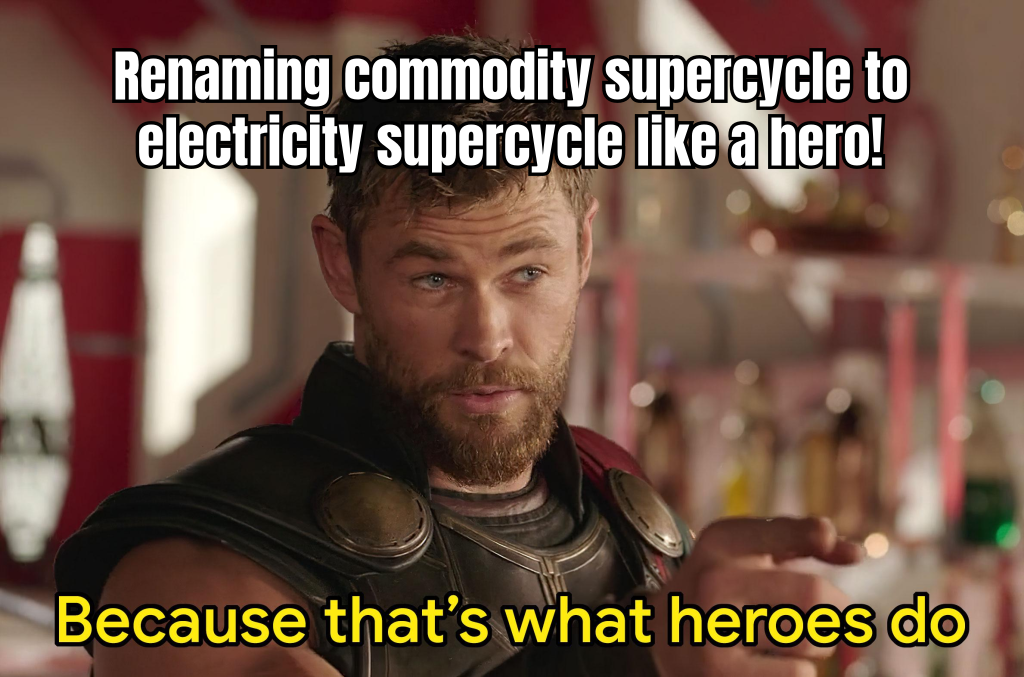 Renaming commodity supercycle to
electricity supercycle like a hero!
Because that’s what heroes do